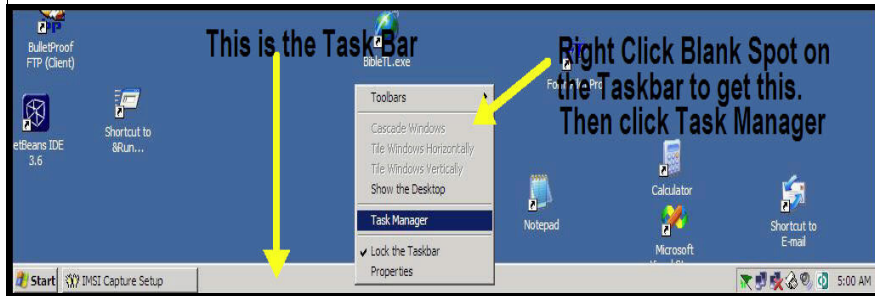 BulletProof
FTP (Client)
This is the Task Bar
BibleTL.exe
Right Click Blank Spot on
the Taskbar to get this.
Then click Task Manager
etBeans IDE
3.6
Shortcut to
&Run...
Toolbars
Cascade Windows
Tile Windows Horizontally
Tile Windows Vertically
Show the Desktop
Task Manager
Lock the Taskbar
Properties
Notepad
Calculator
Microsoft
Shortcut to
E-mail
Start
IMSI Capture Setup
5:00 AM